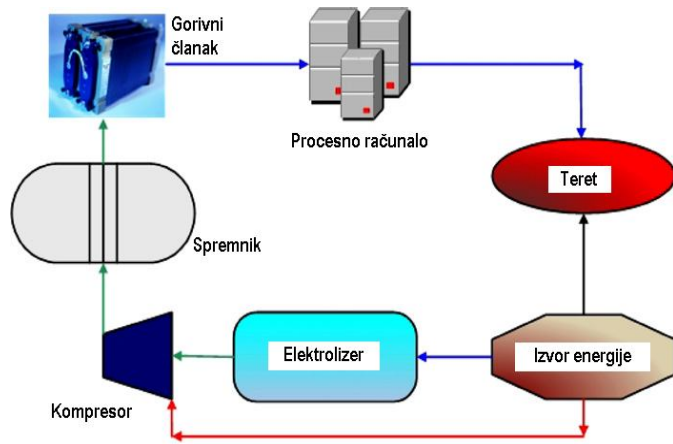 Gorivni
članak
Procesno računalo
Teret
Spremnik
Elektrolizer
Izvor energije
Kompresor